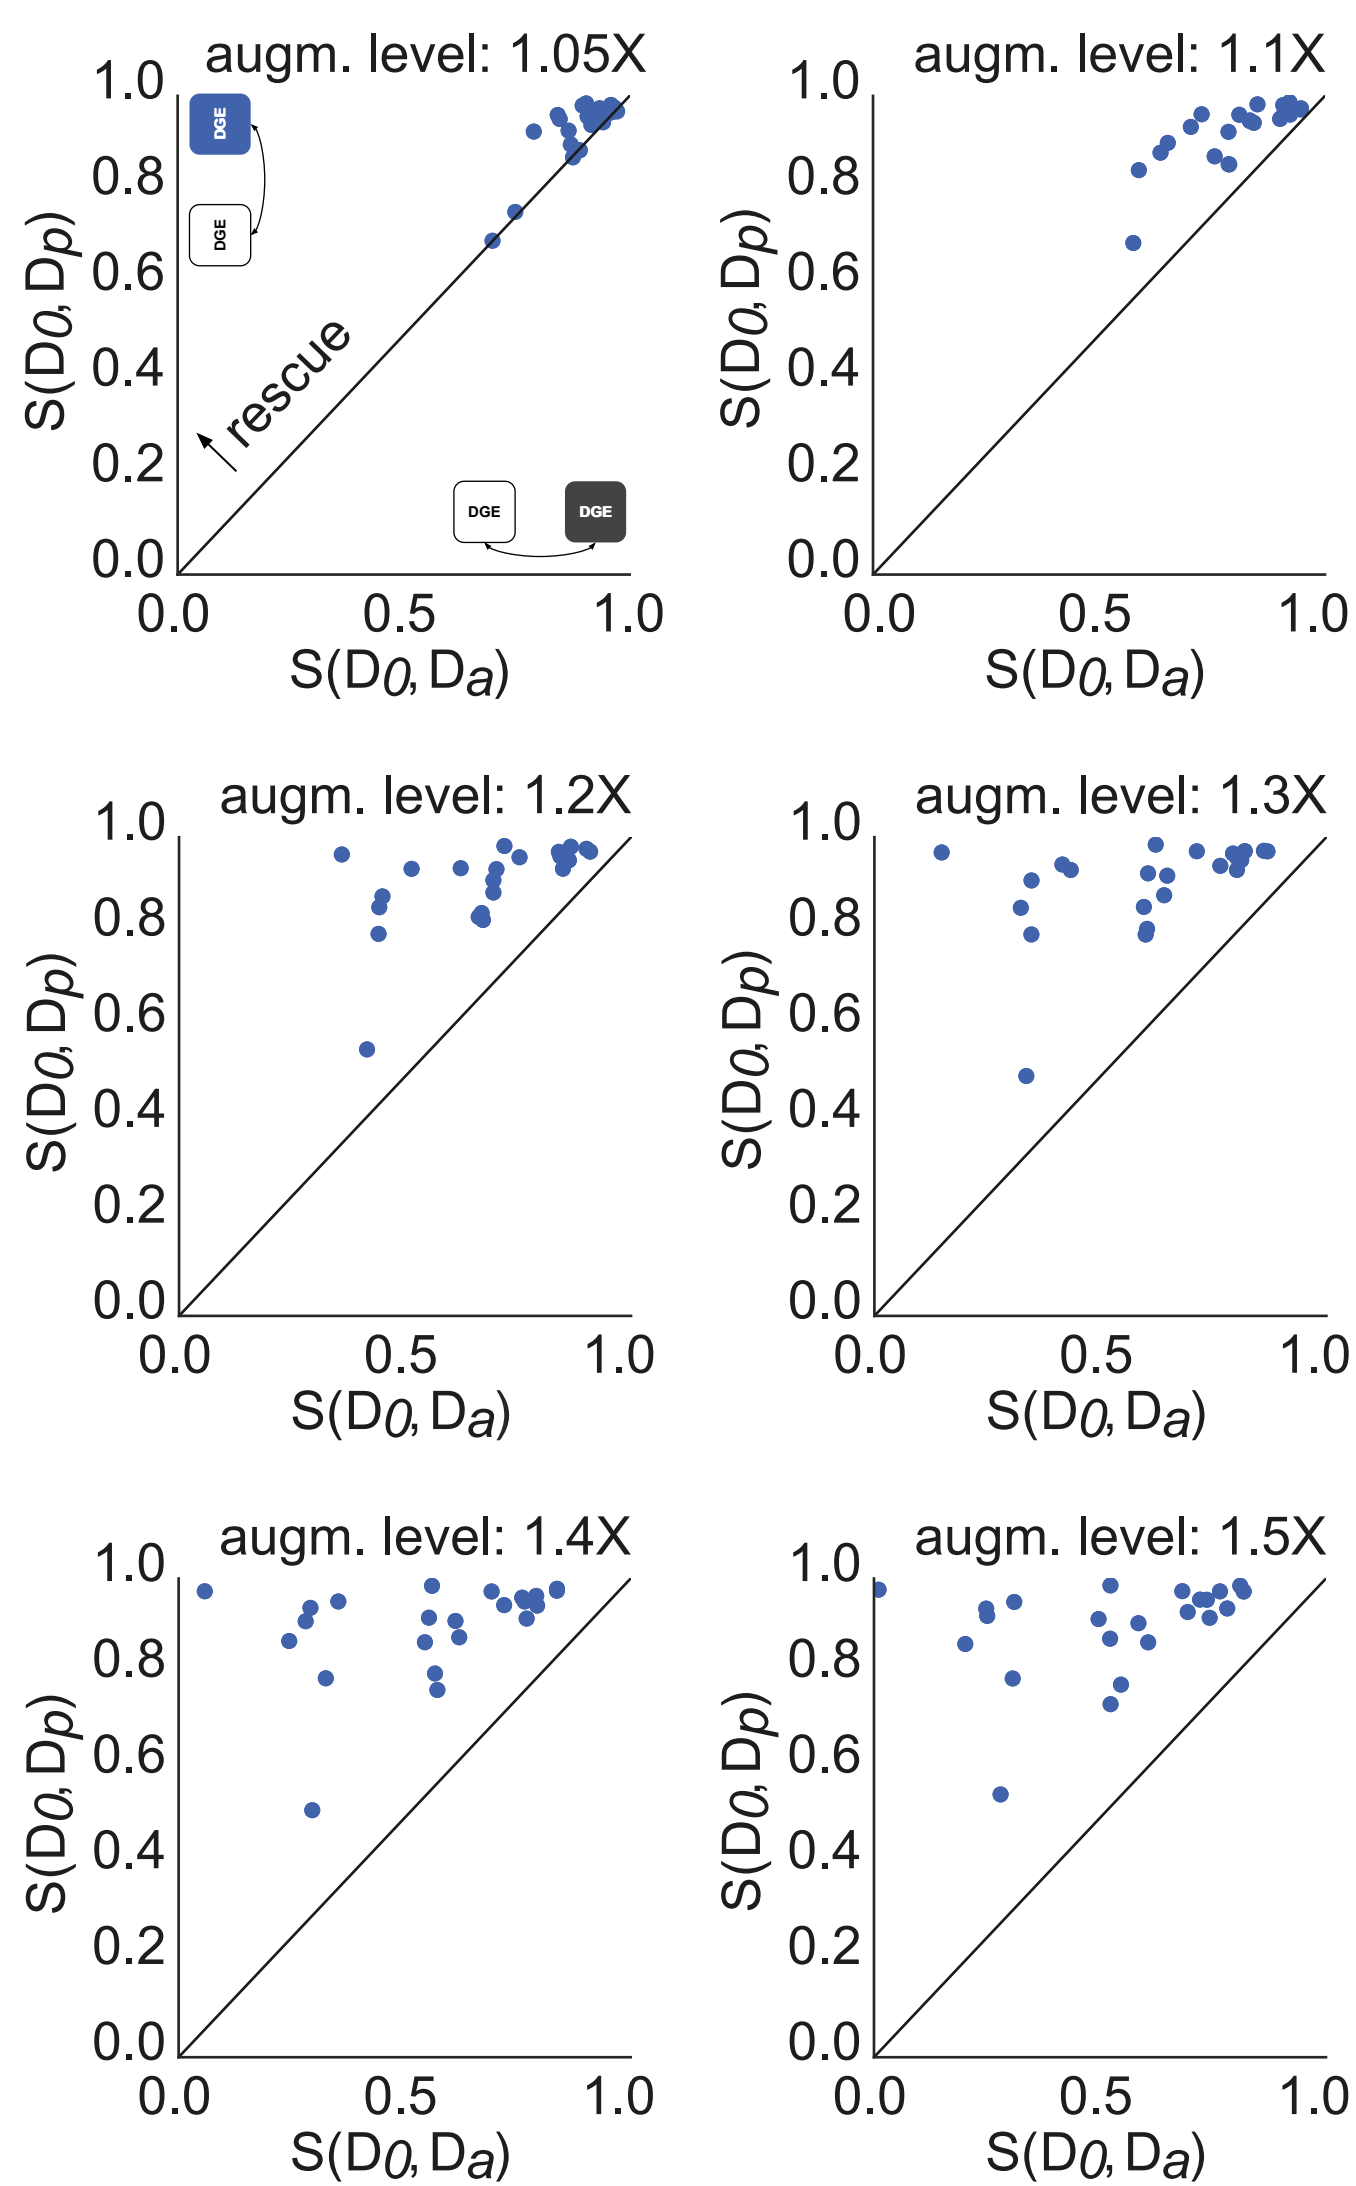 augm. level: 1.05X
1.0
0.8
0.6
0.4
0.2
0.0
S(D0, Dp)
DGE
DGE
rescue
DGE
DGE
0.0 0.5 1.0
S(D0, Da)
augm. level: 1.1X
1.0
0.8
0.6
0.4
0.2
0.0
S(D0, Dp)
0.0 0.5 1.0
S(D0, Da)
augm. level: 1.2X
1.0
0.8
0.6
0.4
0.2
0.0
S(D0, Dp)
0.0 0.5 1.0
S(D0, Da)
augm. level: 1.3X
1.0
0.8
0.6
0.4
0.2
0.0
S(D0, Dp)
0.0 0.5 1.0
S(D0, Da)
augm. level: 1.4X
1.0
0.8
0.6
0.4
0.2
0.0
S(D0, Dp)
0.0 0.5 1.0
S(D0, Da)
augm. level: 1.5X
1.0
0.8
0.6
0.4
0.2
0.0
S(D0, Dp)
0.0 0.5 1.0
S(D0, Da)